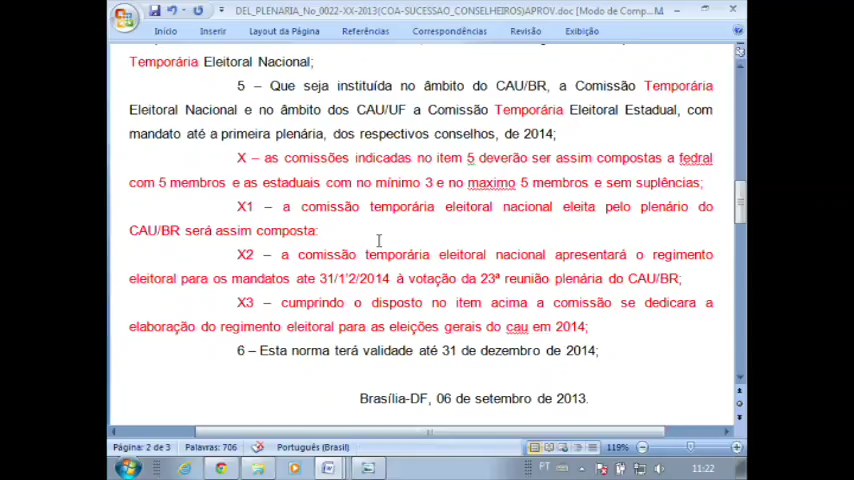 DEL_PLENARIA_No_0022-XX-2013(COA-SUCESSAO_CONSELHEIROS)APROV.doc [Modo de Comp...
Início Inserir Layout da Página Referências Correspondências Revisão Exibição
Temporária Eleitoral Nacional;
5 – Que seja instituída no âmbito do CAU/BR, a Comissão Temporária
Eleitoral Nacional e no âmbito dos CAU/UF a Comissão Temporária Eleitoral Estadual, com
mandato até a primeira plenária, dos respectivos conselhos, de 2014;
X – as comissões indicadas no item 5 deverão ser assim compostas a fedral
com 5 membros e as estaduais com no mínimo 3 e no maximo 5 membros e sem suplências;
X1 – a comissão temporária eleitoral nacional eleita pelo plenário do
CAU/BR será assim composta:
X2 – a comissão temporária eleitoral nacional apresentará o regimento
eleitoral para os mandatos ate 31/1'2/2014 à votação da 23ª reunião plenária do CAU/BR;
X3 – cumprindo o disposto no item acima a comissão se dedicara a
elaboração do regimento eleitoral para as eleições gerais do cau em 2014;
6 – Esta norma terá validade até 31 de dezembro de 2014;
Brasília-DF, 06 de setembro de 2013.
Página: 2 de 3 Palavras: 706 Português (Brasil) 119%
PT 11:22